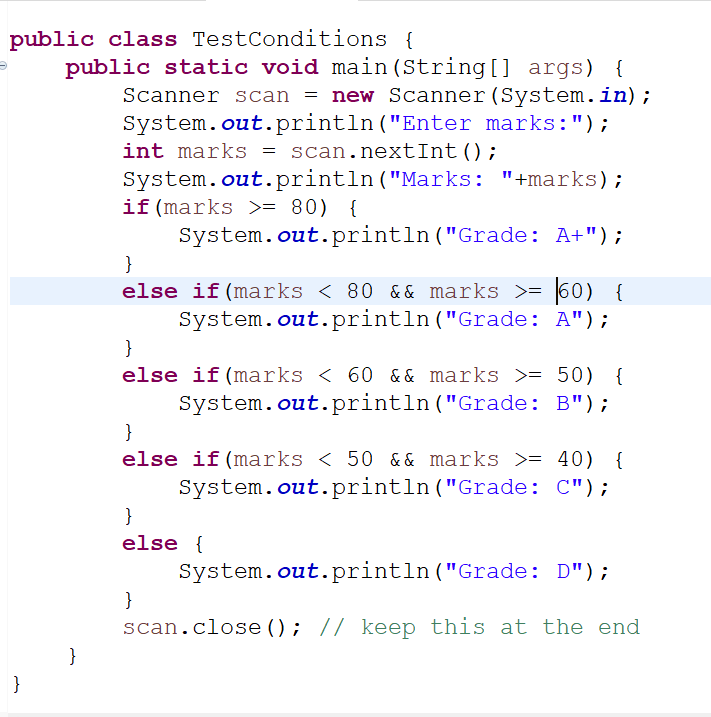 public class TestConditions {
    public static void main(String[] args) {
        Scanner scan = new Scanner(System.in);
        System.out.println("Enter marks:");
        int marks = scan.nextInt();
        System.out.println("Marks: "+marks);
        if(marks >= 80) {
            System.out.println("Grade: A+");
        }
        else if(marks < 80 && marks >= 60) {
            System.out.println("Grade: A");
        }
        else if(marks < 60 && marks >= 50) {
            System.out.println("Grade: B");
        }
        else if(marks < 50 && marks >= 40) {
            System.out.println("Grade: C");
        }
        else {
            System.out.println("Grade: D");
        }
        scan.close(); // keep this at the end
    }
}